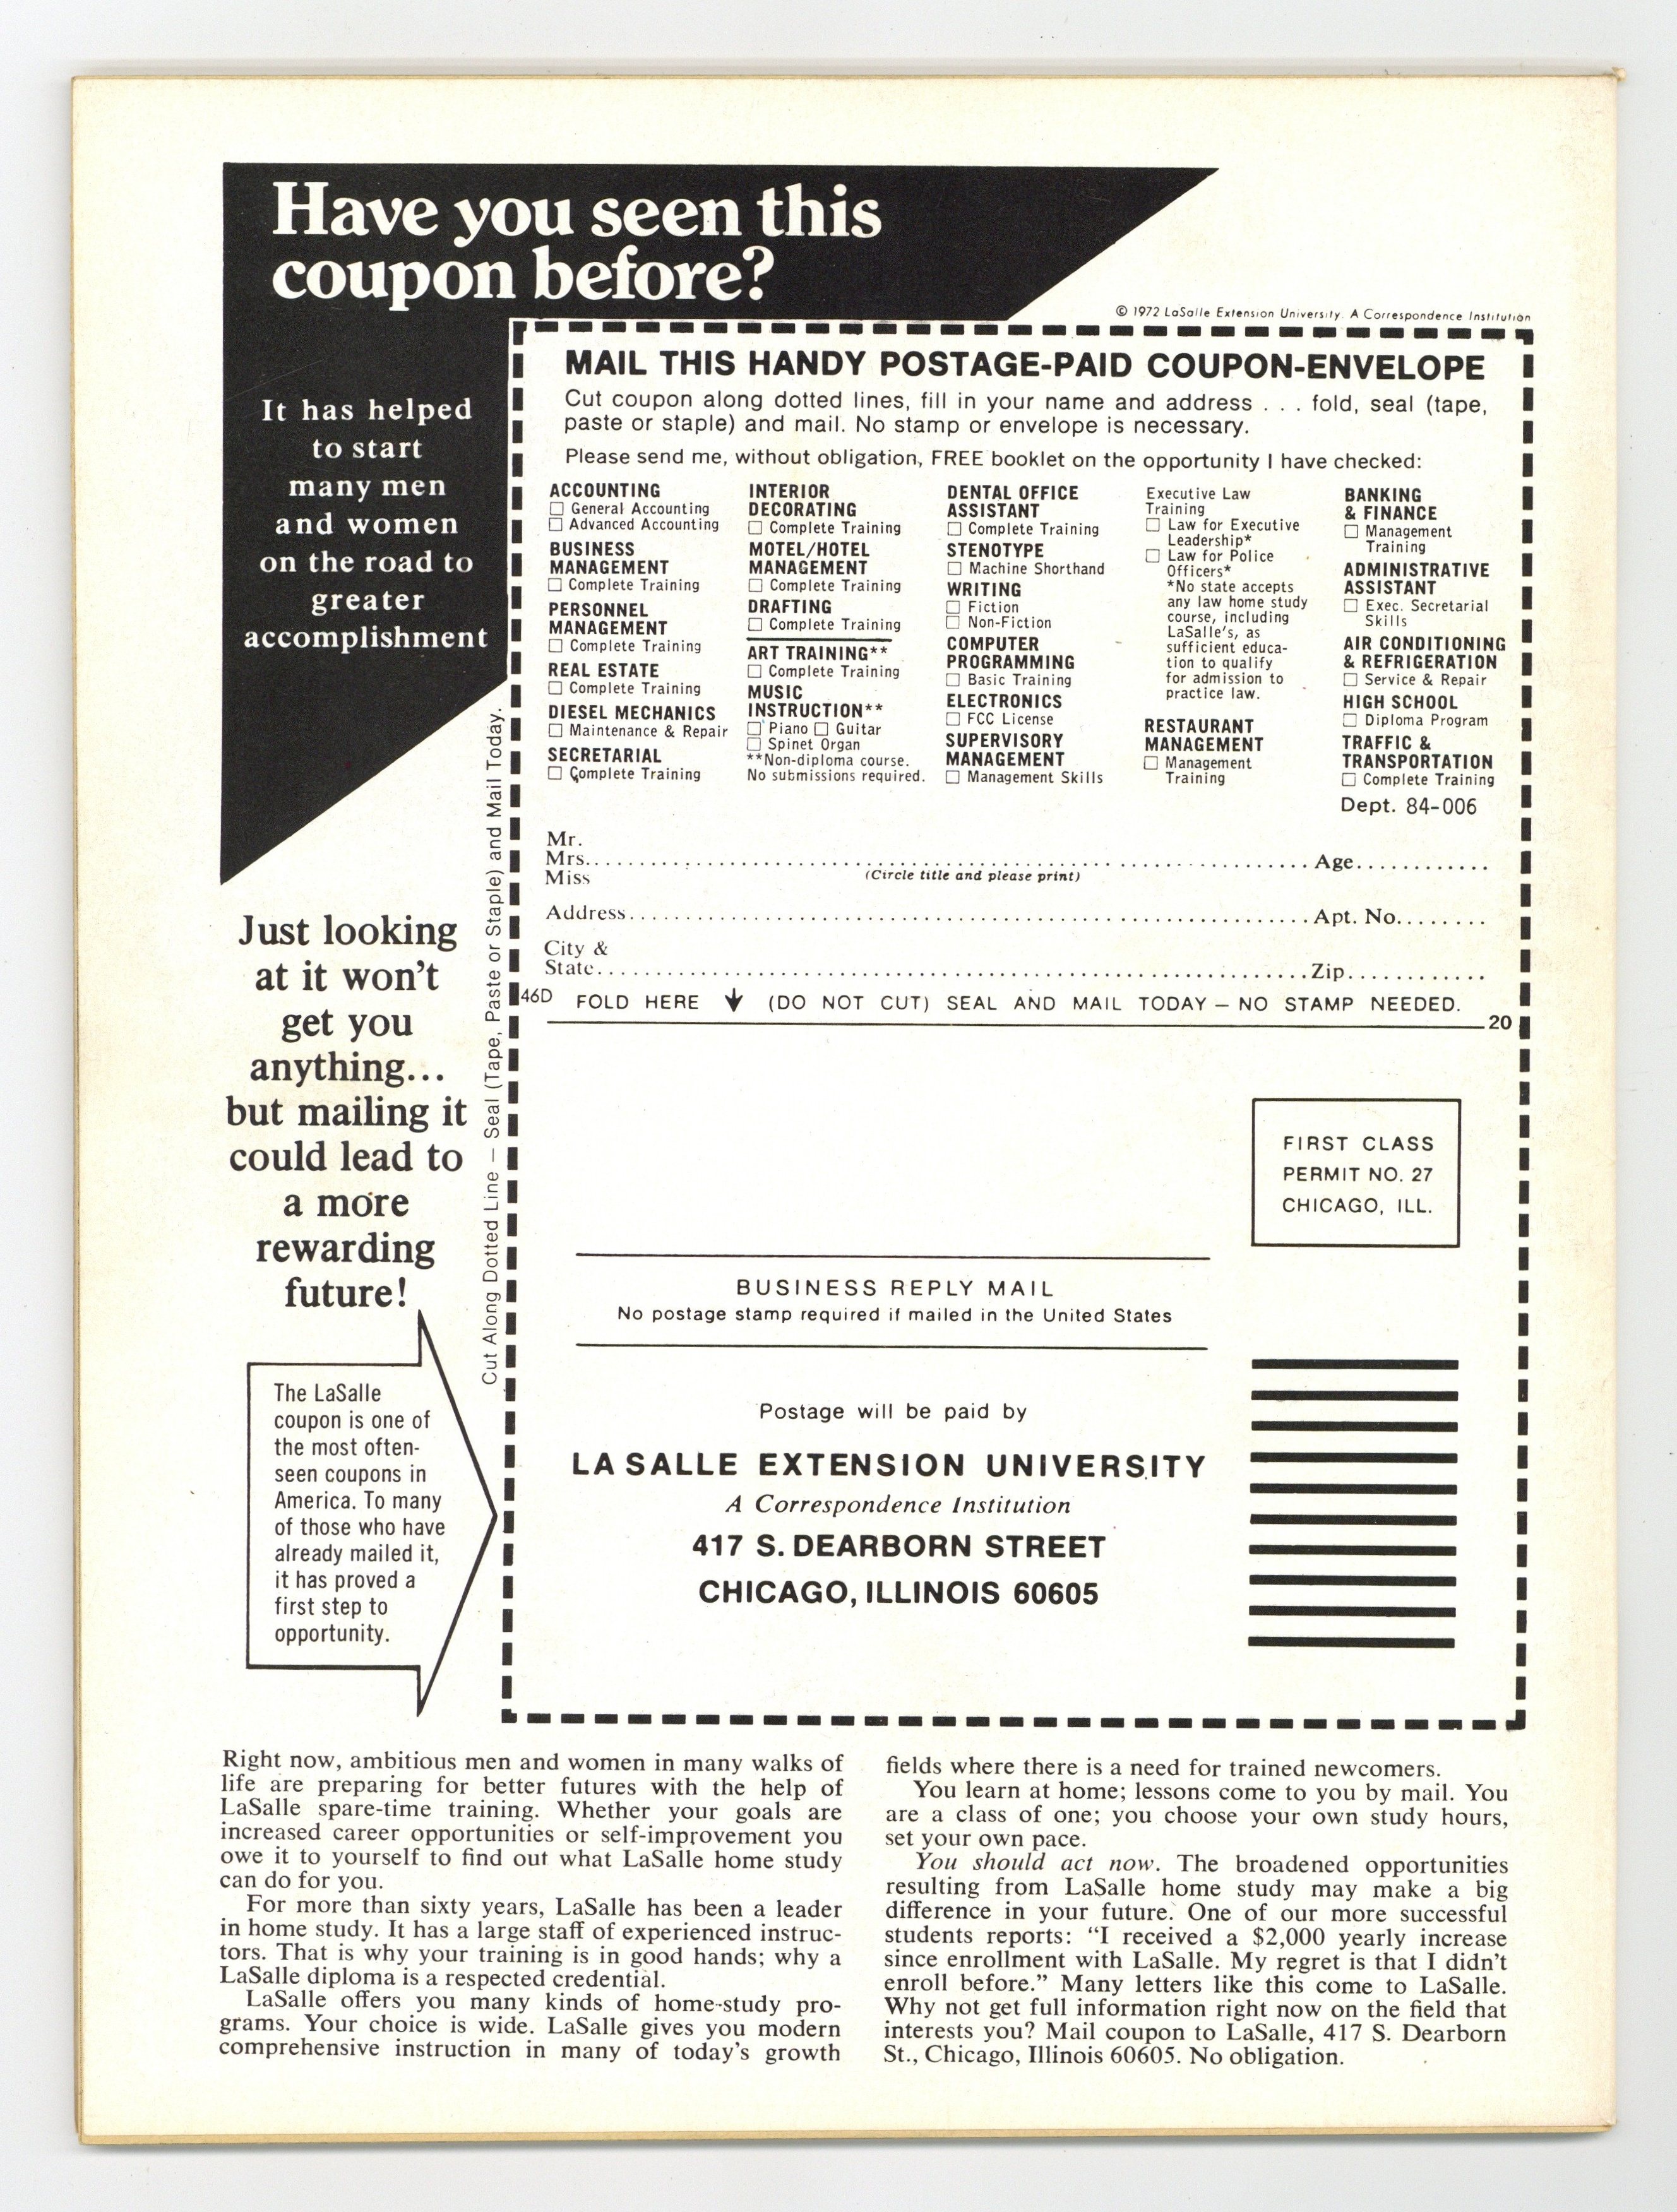 Have you seen this
coupon before?
© 1972 LaSalle Extension University. A Correspondence Institution
It has helped
to start
many men
and women
on the road to
greater
accomplishment
MAIL THIS HANDY POSTAGE-PAID COUPON-ENVELOPE
Cut coupon along dotted lines, fill in your name and address . . . fold, seal (tape,
paste or staple) and mail. No stamp or envelope is necessary.
Please send me, without obligation, FREE booklet on the opportunity I have checked:
ACCOUNTING
☐ General Accounting
☐ Advanced Accounting
BUSINESS
MANAGEMENT
☐ Complete Training
PERSONNEL
MANAGEMENT
☐ Complete Training
REAL ESTATE
☐ Complete Training
DIESEL MECHANICS
☐ Maintenance & Repair
SECRETARIAL
☐ Complete Training
INTERIOR
DECORATING
☐ Complete Training
MOTEL/HOTEL
MANAGEMENT
☐ Complete Training
DRAFTING
☐ Complete Training
ART TRAINING**
☐ Complete Training
MUSIC
INSTRUCTION**
☐ Piano ☐ Guitar
☐ Spinet Organ
**Non-diploma course.
No submissions required.
DENTAL OFFICE
ASSISTANT
☐ Complete Training
STENOTYPE
☐ Machine Shorthand
WRITING
☐ Fiction
☐ Non-Fiction
COMPUTER
PROGRAMMING
☐ Basic Training
ELECTRONICS
☐ FCC License
SUPERVISORY
MANAGEMENT
☐ Management Skills
Executive Law
Training
☐ Law for Executive
Leadership*
☐ Law for Police
Officers*
*No state accepts
any law home study
course, including
LaSalle's, as
sufficient educa-
tion to qualify
for admission to
practice law.
RESTAURANT
MANAGEMENT
☐ Management
Training
BANKING
& FINANCE
☐ Management
Training
ADMINISTRATIVE
ASSISTANT
☐ Exec. Secretarial
Skills
AIR CONDITIONING
& REFRIGERATION
☐ Service & Repair
HIGH SCHOOL
☐ Diploma Program
TRAFFIC &
TRANSPORTATION
☐ Complete Training
Dept. 84-006
Mr.
Mrs. Age
Miss (Circle title and please print)
Address Apt. No.
City &
State Zip
46D FOLD HERE ↓ (DO NOT CUT) SEAL AND MAIL TODAY — NO STAMP NEEDED.
20
Cut Along Dotted Line — Seal (Tape, Paste or Staple) and Mail Today.
Just looking
at it won't
get you
anything...
but mailing it
could lead to
a more
rewarding
future!
The LaSalle
coupon is one of
the most often-
seen coupons in
America. To many
of those who have
already mailed it,
it has proved a
first step to
opportunity.
FIRST CLASS
PERMIT NO. 27
CHICAGO, ILL.
BUSINESS REPLY MAIL
No postage stamp required if mailed in the United States
Postage will be paid by
LA SALLE EXTENSION UNIVERSITY
A Correspondence Institution
417 S. DEARBORN STREET
CHICAGO, ILLINOIS 60605
Right now, ambitious men and women in many walks of
life are preparing for better futures with the help of
LaSalle spare-time training. Whether your goals are
increased career opportunities or self-improvement you
owe it to yourself to find out what LaSalle home study
can do for you.
For more than sixty years, LaSalle has been a leader
in home study. It has a large staff of experienced instruc-
tors. That is why your training is in good hands; why a
LaSalle diploma is a respected credential.
LaSalle offers you many kinds of home-study pro-
grams. Your choice is wide. LaSalle gives you modern
comprehensive instruction in many of today's growth
fields where there is a need for trained newcomers.
You learn at home; lessons come to you by mail. You
are a class of one; you choose your own study hours,
set your own pace.
You should act now. The broadened opportunities
resulting from LaSalle home study may make a big
difference in your future. One of our more successful
students reports: "I received a $2,000 yearly increase
since enrollment with LaSalle. My regret is that I didn't
enroll before." Many letters like this come to LaSalle.
Why not get full information right now on the field that
interests you? Mail coupon to LaSalle, 417 S. Dearborn
St., Chicago, Illinois 60605. No obligation.